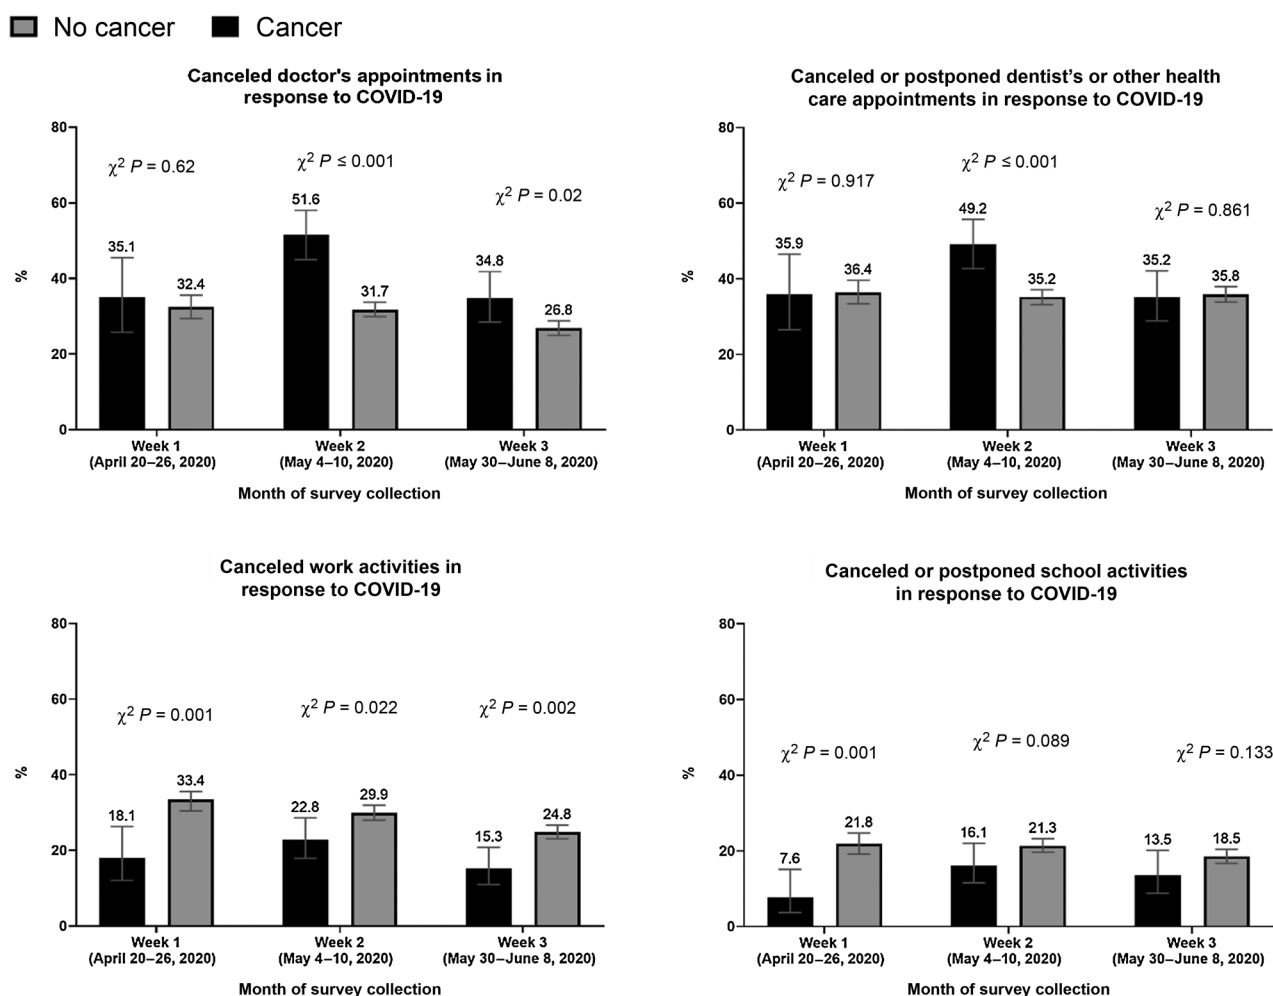 No cancer Cancer
Canceled doctor's appointments in
response to COVID-19
80
60
40
20
0
%
χ2 P = 0.62
χ2 P ≤ 0.001
χ2 P = 0.02
35.1
32.4
51.6
31.7
34.8
26.8
Week 1
(April 20–26, 2020)
Week 2
(May 4–10, 2020)
Week 3
(May 30–June 8, 2020)
Month of survey collection
Canceled or postponed dentist’s or other health
care appointments in response to COVID-19
80
60
40
20
0
%
χ2 P = 0.917
χ2 P ≤ 0.001
χ2 P = 0.861
35.9
36.4
49.2
35.2
35.2
35.8
Week 1
(April 20–26, 2020)
Week 2
(May 4–10, 2020)
Week 3
(May 30–June 8, 2020)
Month of survey collection
Canceled work activities in
response to COVID-19
80
60
40
20
0
%
χ2 P = 0.001
χ2 P = 0.022
χ2 P = 0.002
18.1
33.4
22.8
29.9
15.3
24.8
Week 1
(April 20–26, 2020)
Week 2
(May 4–10, 2020)
Week 3
(May 30–June 8, 2020)
Month of survey collection
Canceled or postponed school activities
in response to COVID-19
80
60
40
20
0
%
χ2 P = 0.001
χ2 P = 0.089
χ2 P = 0.133
7.6
21.8
16.1
21.3
13.5
18.5
Week 1
(April 20–26, 2020)
Week 2
(May 4–10, 2020)
Week 3
(May 30–June 8, 2020)
Month of survey collection